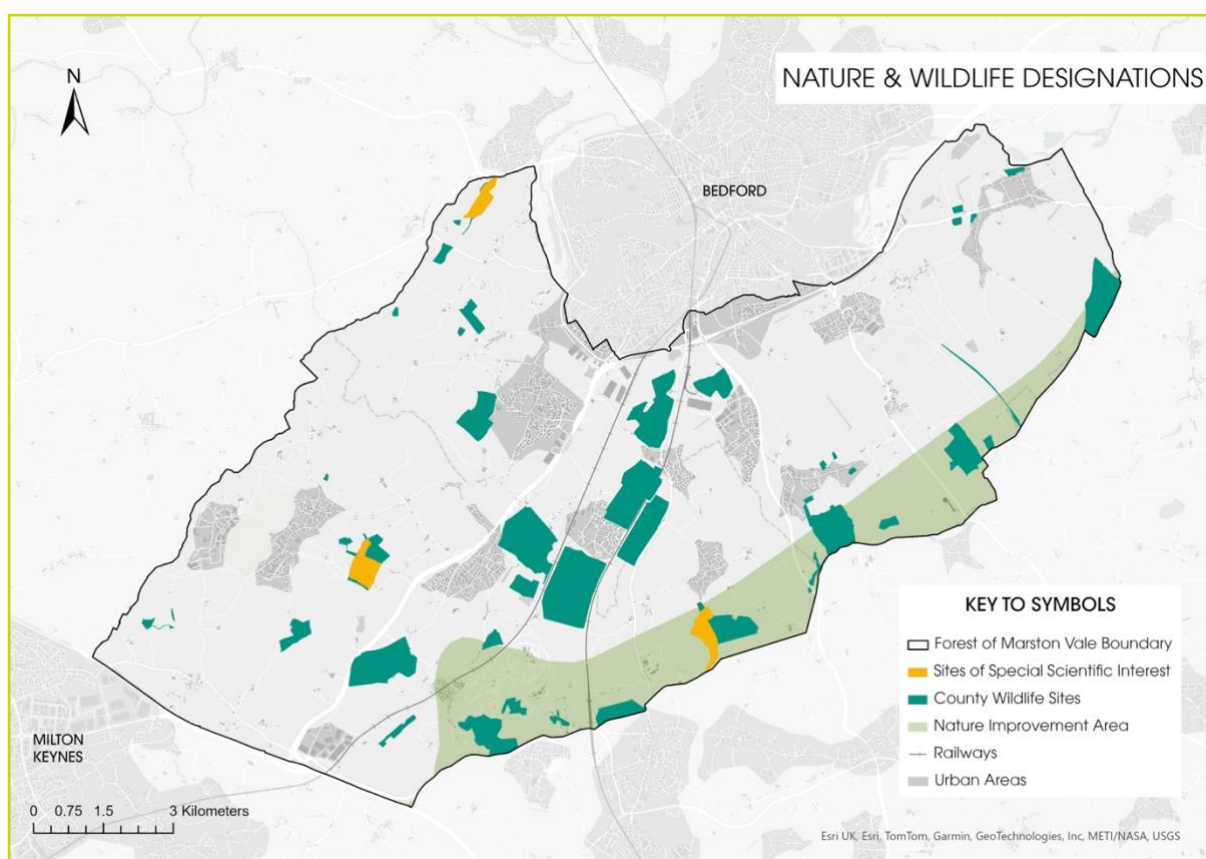 N
NATURE & WILDLIFE DESIGNATIONS
BEDFORD
MILTON
KEYNES
0 0.75 1.5 3 Kilometers
KEY TO SYMBOLS
Forest of Marston Vale Boundary
Sites of Special Scientific Interest
County Wildlife Sites
Nature Improvement Area
Railways
Urban Areas
Esri UK, Esri, TomTom, Garmin, GeoTechnologies, Inc, METI/NASA, USGS